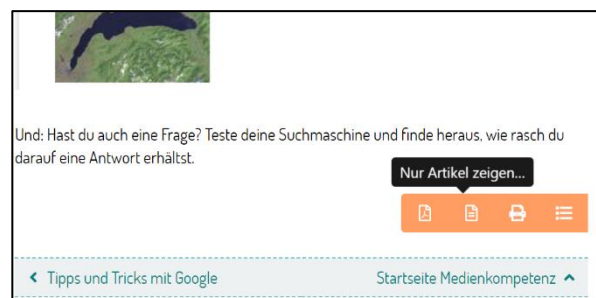 Und: Hast du auch eine Frage? Teste deine Suchmaschine und finde heraus, wie rasch du
darauf eine Antwort erhältst.
Nur Artikel zeigen...
Tipps und Tricks mit Google
Startseite Medienkompetenz